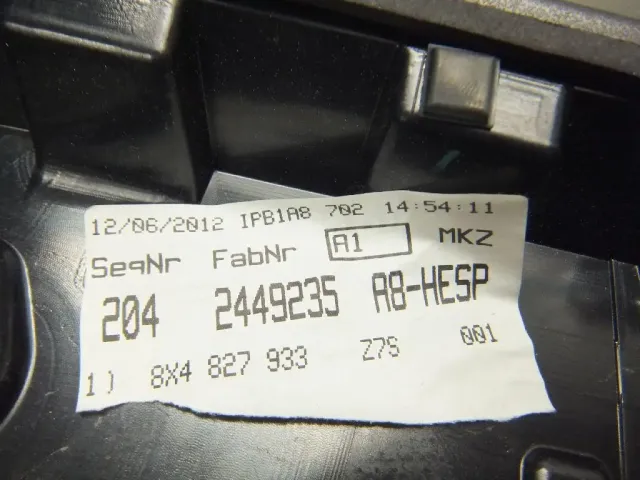 12/06/2012 IPB1A8 702 14:54:11
SeqNr FabNr A1 MKZ
204 2449235 A8-HESP
1) 8X4 827 933 Z7S 001